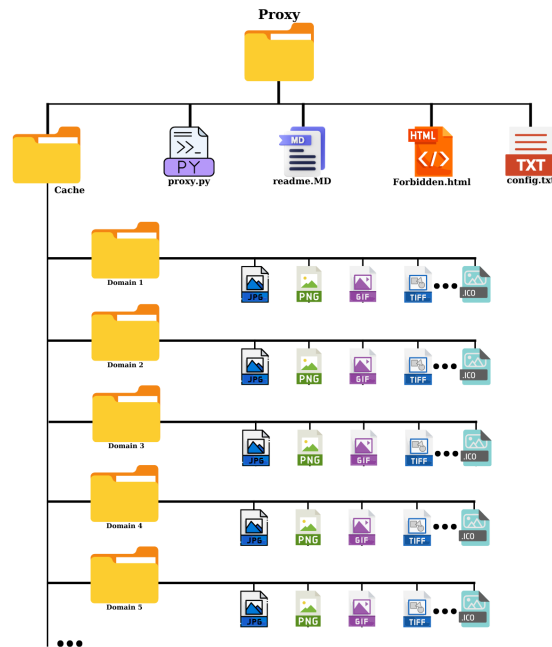 Proxy
Cache
>>_
PY
proxy.py
MD
readme.MD
HTML
</>
Forbidden.html
TXT
config.txt
Domain 1
JPG
PNG
GIF
TIFF
.ICO
Domain 2
JPG
PNG
GIF
TIFF
.ICO
Domain 3
JPG
PNG
GIF
TIFF
.ICO
Domain 4
JPG
PNG
GIF
TIFF
.ICO
Domain 5
JPG
PNG
GIF
TIFF
.ICO